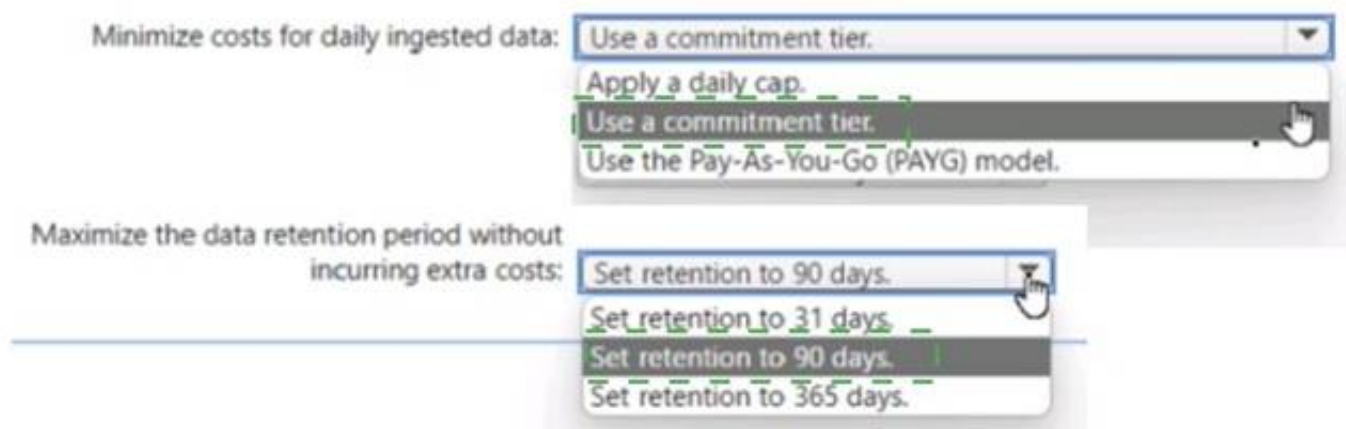 Minimize costs for daily ingested data: Use a commitment tier.
Apply a daily cap.
Use a commitment tier.
Use the Pay-As-You-Go (PAYG) model.
Maximize the data retention period without
incurring extra costs: Set retention to 90 days.
Set retention to 31 days.
Set retention to 90 days.
Set retention to 365 days.